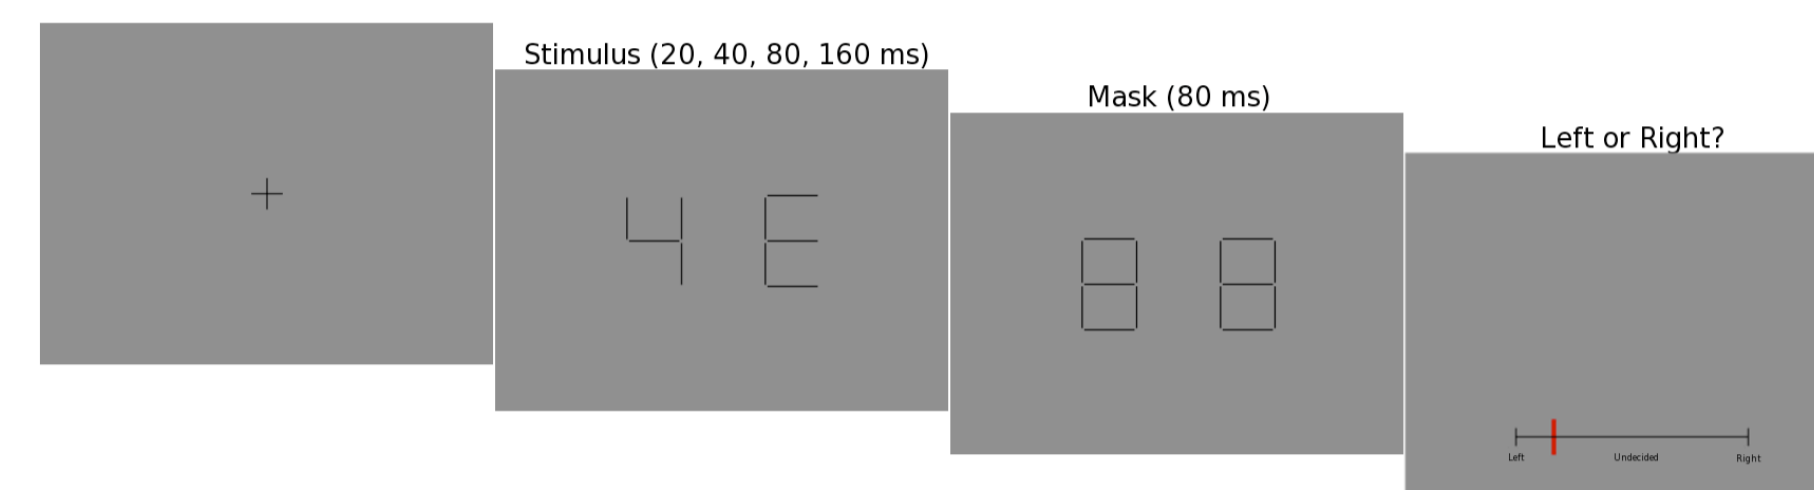 Stimulus (20, 40, 80, 160 ms)
4 E
Mask (80 ms)
8 8
Left or Right?
Left Undecided Right